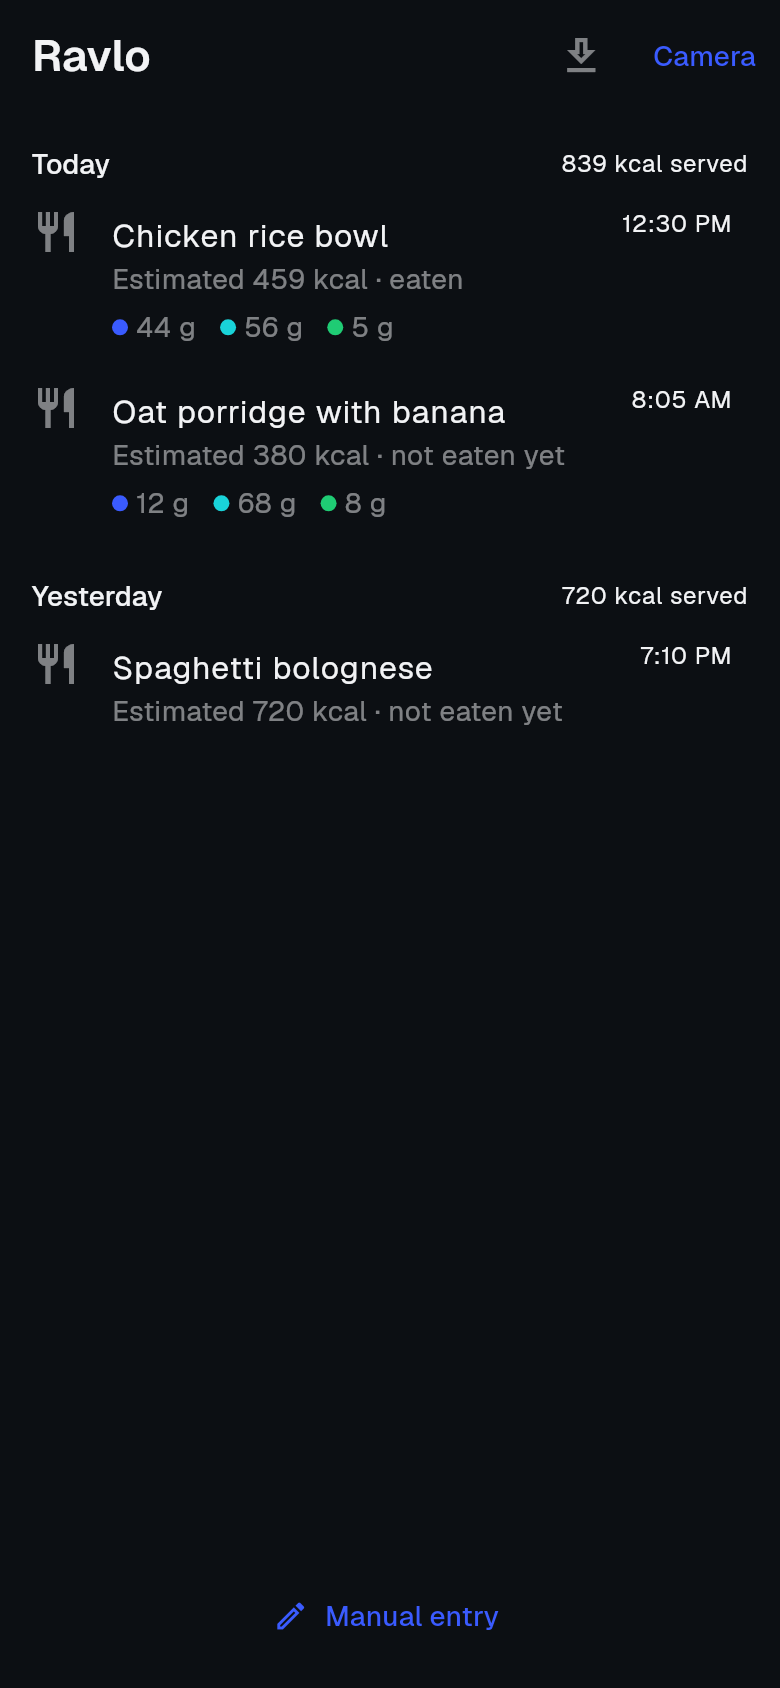 Ravlo
Camera
Today
839 kcal served
Chicken rice bowl
12:30 PM
Estimated 459 kcal · eaten
44 g 56 g 5 g
Oat porridge with banana
8:05 AM
Estimated 380 kcal · not eaten yet
12 g 68 g 8 g
Yesterday
720 kcal served
Spaghetti bolognese
7:10 PM
Estimated 720 kcal · not eaten yet
Manual entry